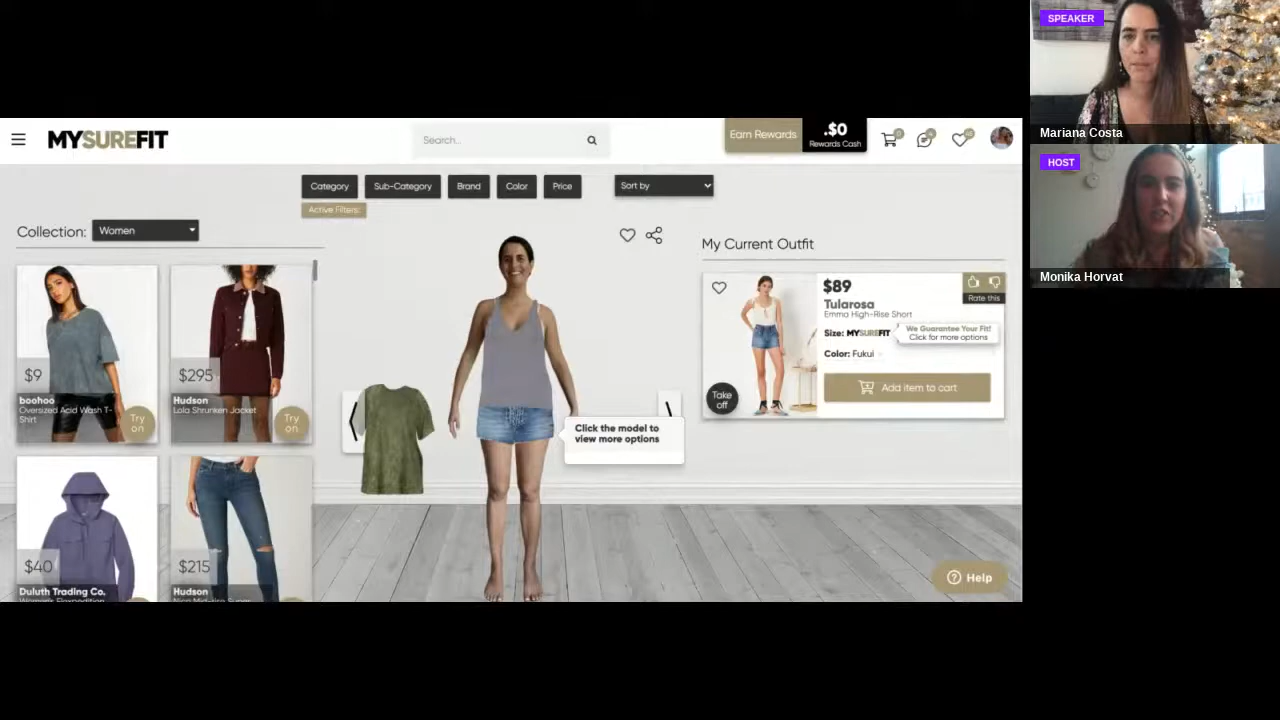 MYSUREFIT
Search...
Earn Rewards
.$0
Rewards Cash
0
45
Category
Sub-Category
Brand
Color
Price
Sort by
Active Filters:
Collection:
Women
$9
boohoo
Oversized Acid Wash T-
Shirt
Try
on
$295
Hudson
Lola Shrunken Jacket
Try
on
$40
Duluth Trading Co.
$215
Hudson
Click the model to
view more options
My Current Outfit
$89
Tularosa
Emma High-Rise Short
Size: MYSUREFIT
We Guarantee Your Fit!
Click for more options
Color: Fukui
Add item to cart
Rate this
Take
off
Help
SPEAKER
Mariana Costa
HOST
Monika Horvat